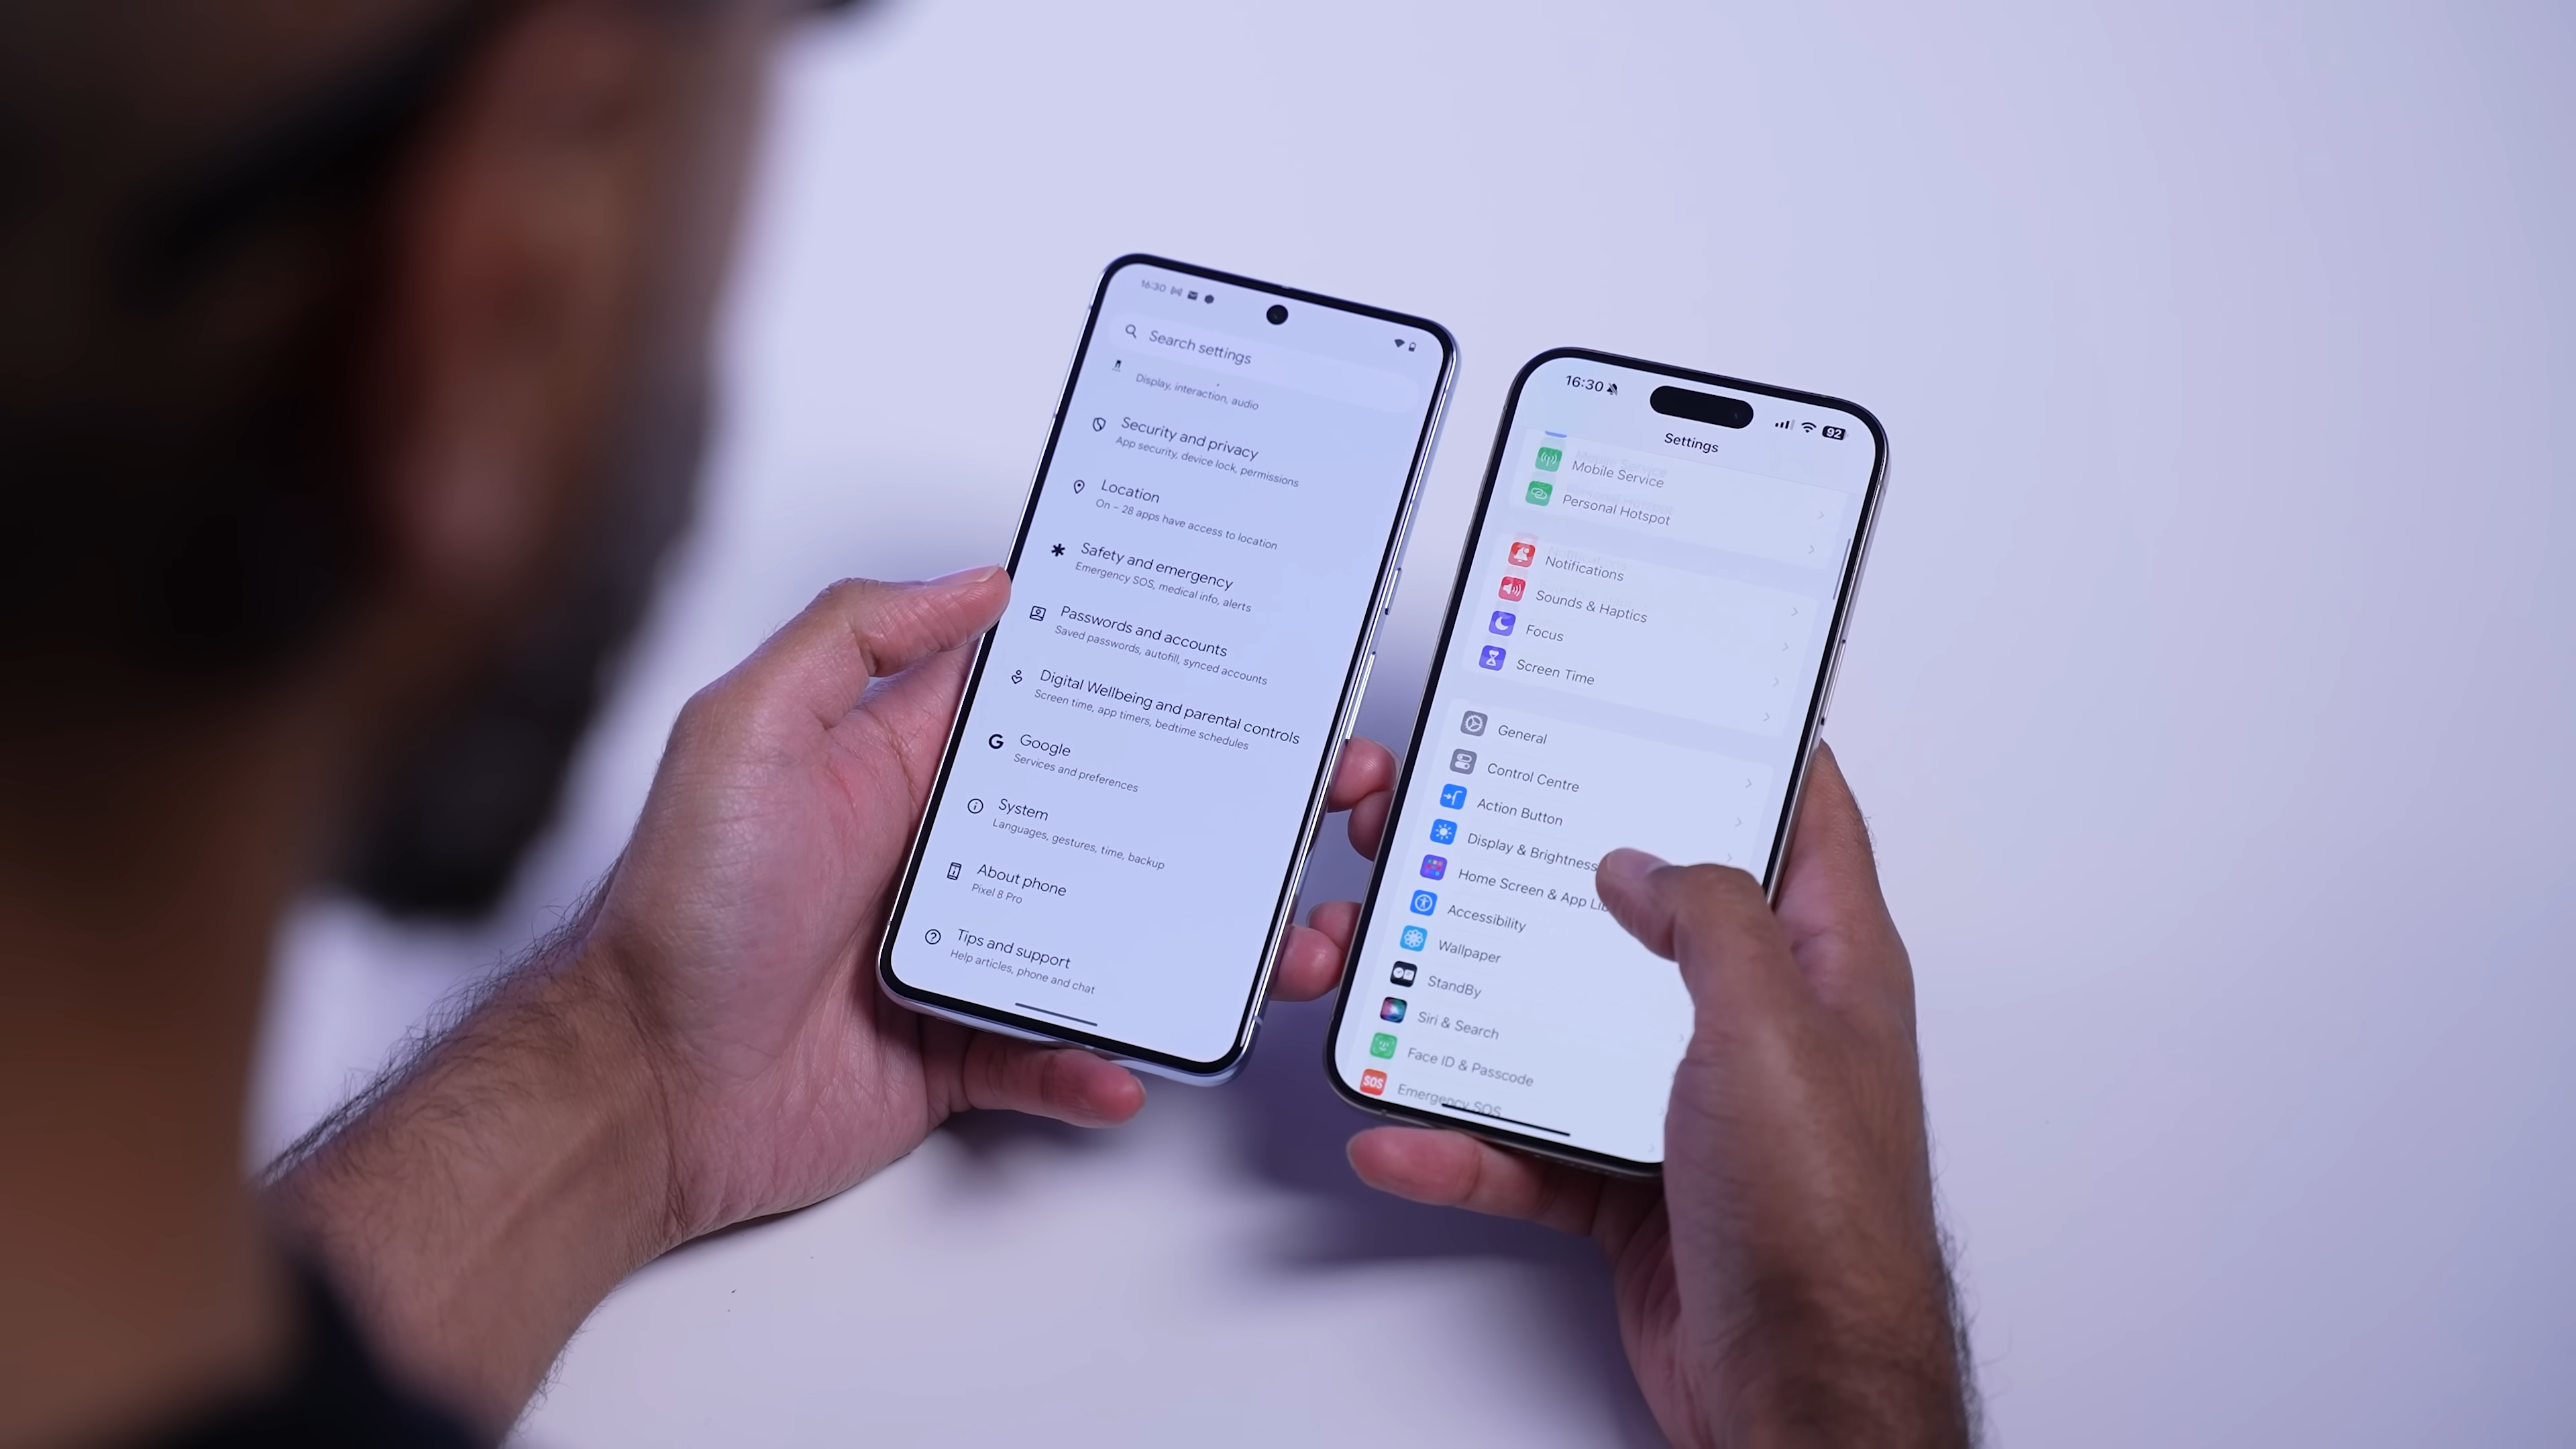 16:30
Search settings
Display, interaction, audio
Security and privacy
App security, device lock, permissions
Location
On – 28 apps have access to location
Safety and emergency
Emergency SOS, medical info, alerts
Passwords and accounts
Saved passwords, autofill, synced accounts
Digital Wellbeing and parental controls
Screen time, app timers, bedtime schedules
Google
Services and preferences
System
Languages, gestures, time, backup
About phone
Pixel 8 Pro
Tips and support
Help articles, phone and chat
16:30
92
Settings
Mobile Service
Personal Hotspot
Notifications
Sounds & Haptics
Focus
Screen Time
General
Control Centre
Action Button
Display & Brightness
Home Screen & App Lib
Accessibility
Wallpaper
StandBy
Siri & Search
Face ID & Passcode
SOS
Emergency SOS